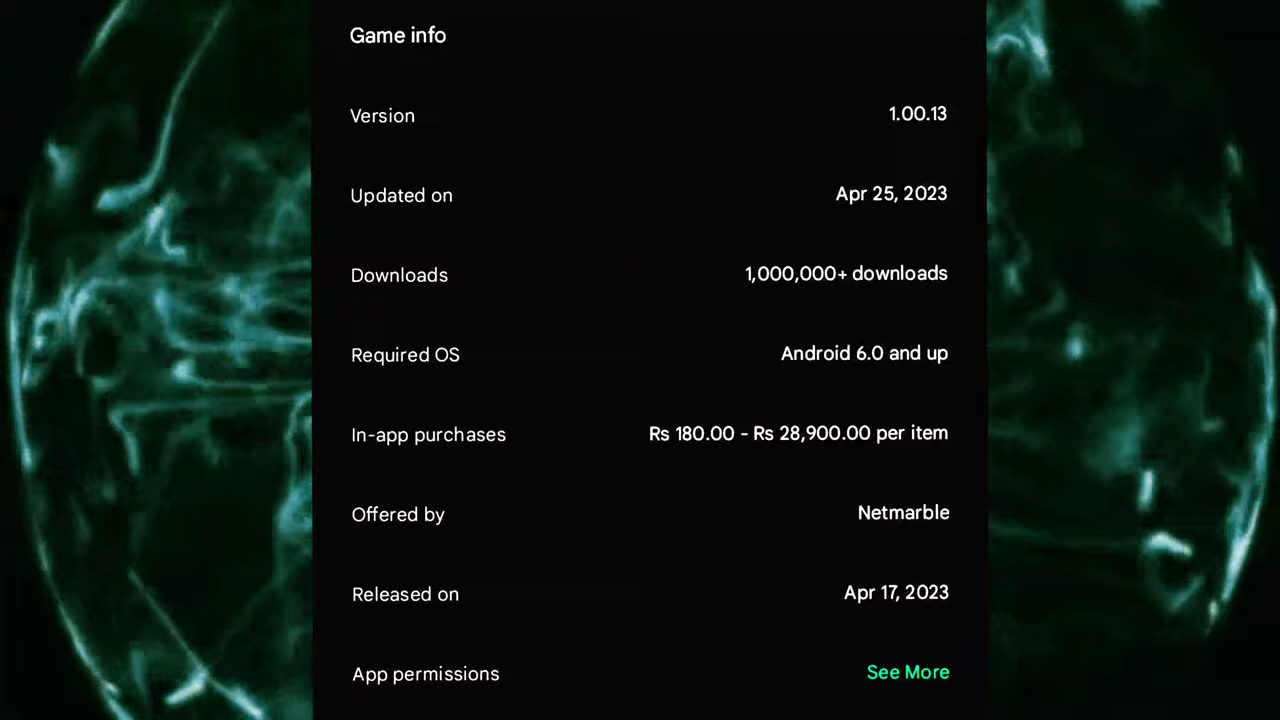 Game info
Version 1.00.13
Updated on Apr 25, 2023
Downloads 1,000,000+ downloads
Required OS Android 6.0 and up
In-app purchases Rs 180.00 - Rs 28,900.00 per item
Offered by Netmarble
Released on Apr 17, 2023
App permissions See More